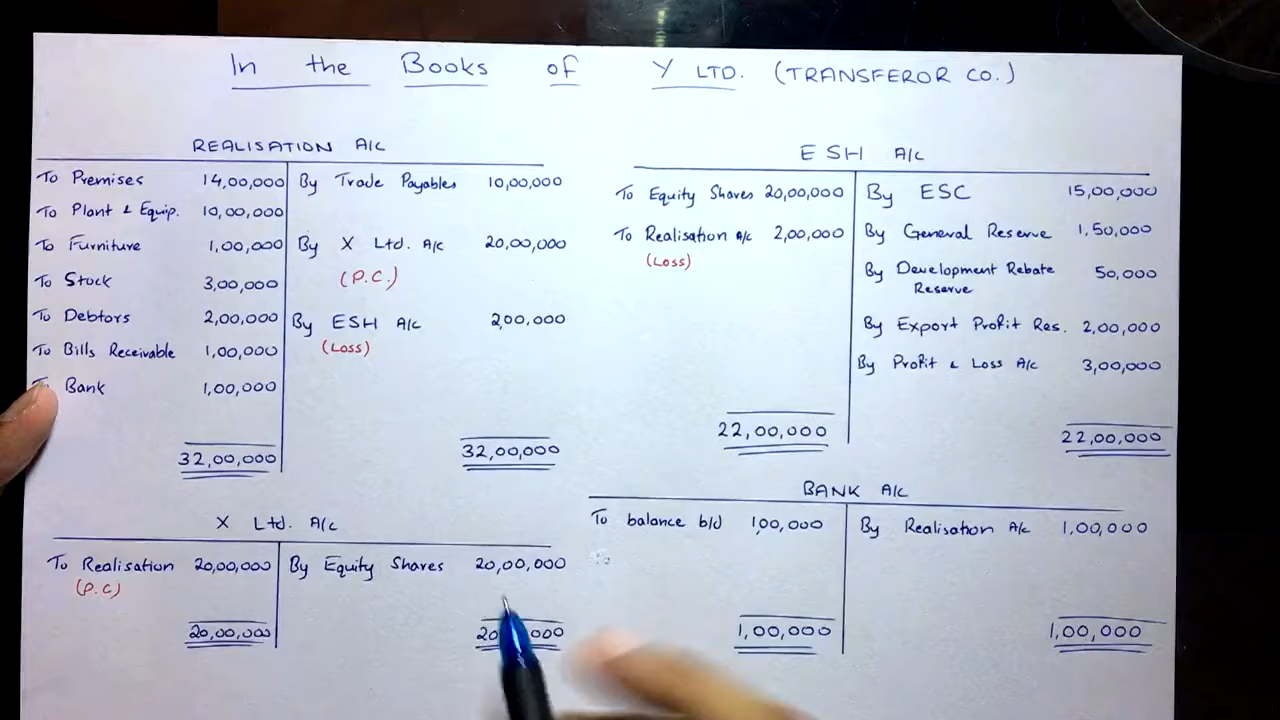 In the Books of Y LTD. (TRANSFEROR CO.)
REALISATION A/c
To Premises 14,00,000 By Trade Payables 10,00,000
To Plant & Equip. 10,00,000
To Furniture 1,00,000 By X Ltd. A/c 20,00,000
(P.C.)
To Stock 3,00,000
To Debtors 2,00,000 By ESH A/c 2,00,000
(Loss)
To Bills Receivable 1,00,000
Bank 1,00,000
32,00,000 32,00,000
ESH A/c
To Equity Shares 20,00,000 By ESC 15,00,000
To Realisation A/c 2,00,000 By General Reserve 1,50,000
(Loss)
By Development Rebate 50,000
Reserve
By Export Profit Res. 2,00,000
By Profit & Loss A/c 3,00,000
22,00,000 22,00,000
X Ltd. A/c
To Realisation 20,00,000 By Equity Shares 20,00,000
(P.C)
20,00,000
BANK A/c
To balance b/d 1,00,000 By Realisation A/c 1,00,000
1,00,000 1,00,000